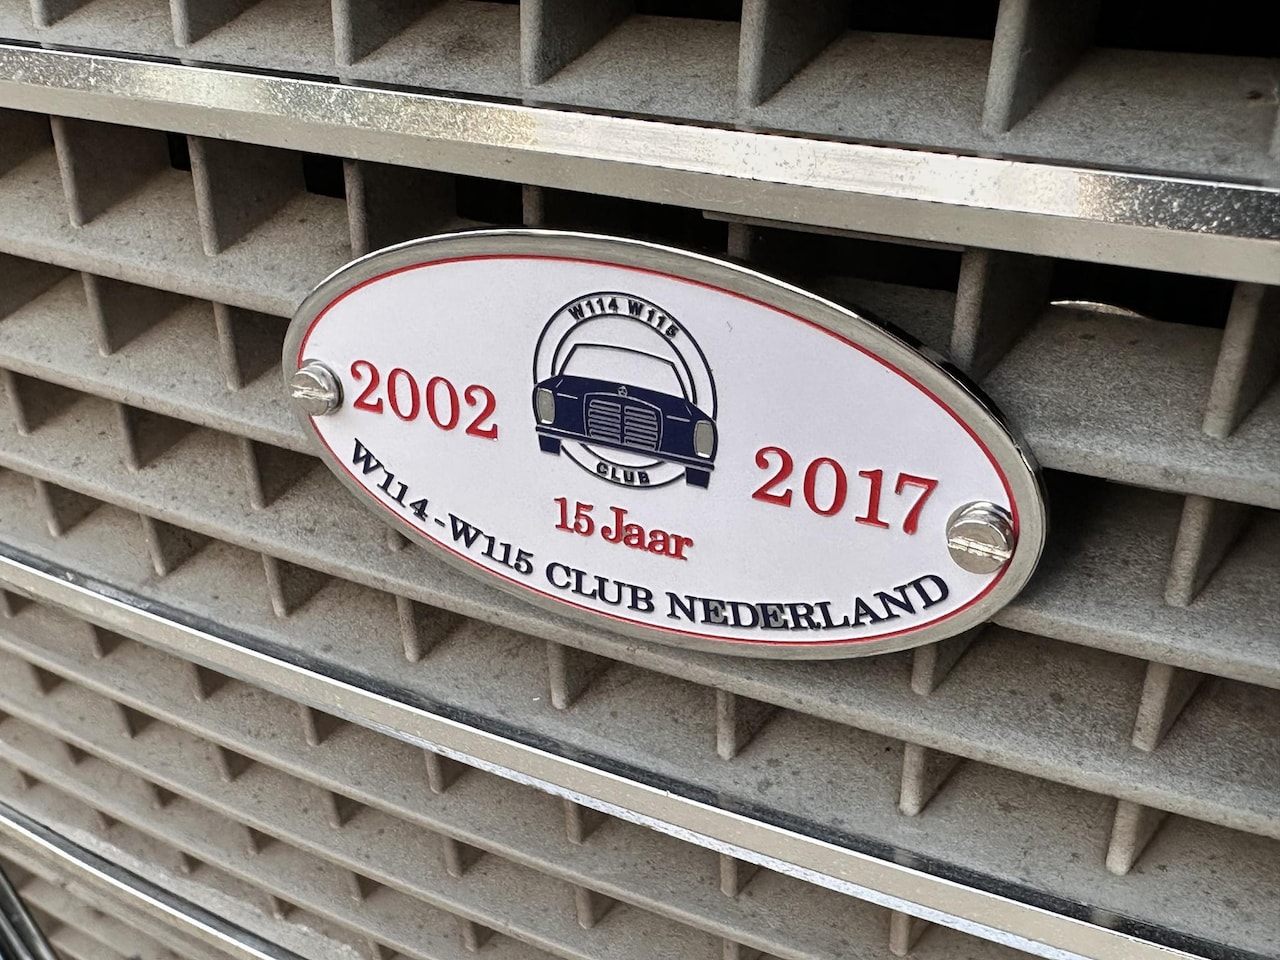 W114 W115
CLUB
2002
2017
15 Jaar
W114-W115 CLUB NEDERLAND